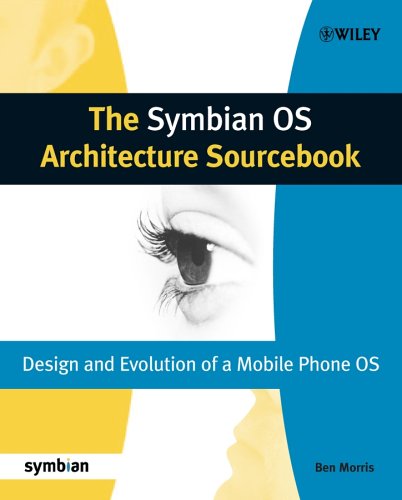 WILEY
The Symbian OS
Architecture Sourcebook
Design and Evolution of a Mobile Phone OS
symbian
Ben Morris